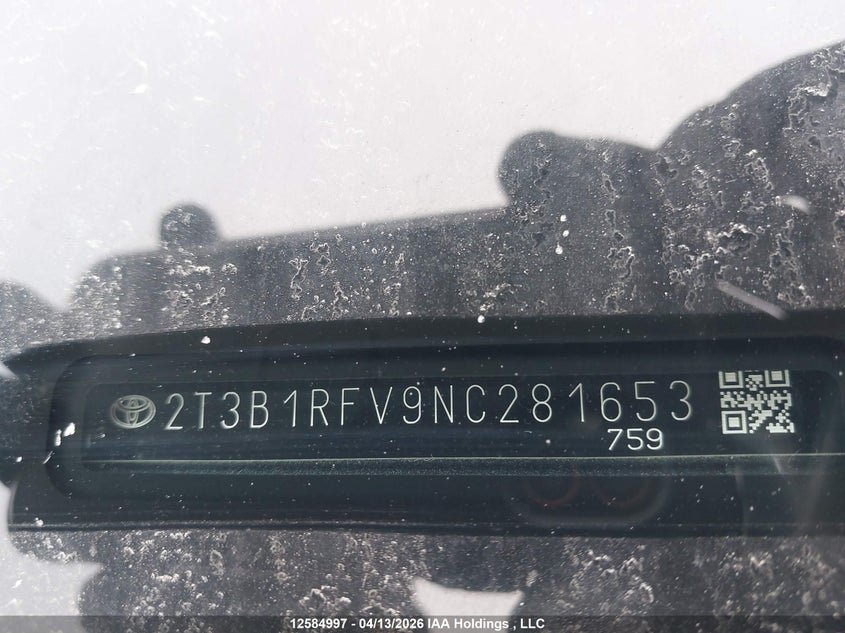 2T3B1RFV9NC281653
759
12584997 - 04/13/2026 IAA Holdings , LLC